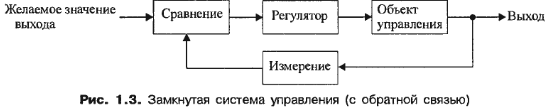 Желаемое значение
выхода
Сравнение
Регулятор
Объект
управления
Выход
Измерение
Рис. 1.3. Замкнутая система управления (с обратной связью)